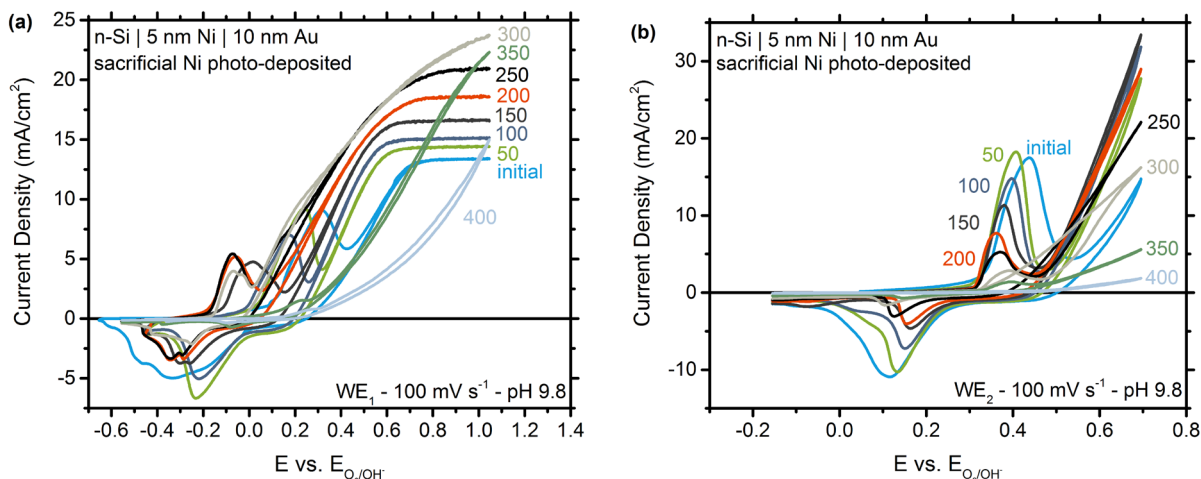 (a)
n-Si | 5 nm Ni | 10 nm Au
sacrificial Ni photo-deposited
300
350
250
200
150
100
50
initial
400
WE1 - 100 mV s-1 - pH 9.8
25
20
15
10
5
0
-5
-0.6 -0.4 -0.2 0.0 0.2 0.4 0.6 0.8 1.0 1.2 1.4
Current Density (mA/cm2)
E vs. EO2/OH-
(b)
n-Si | 5 nm Ni | 10 nm Au
sacrificial Ni photo-deposited
initial
50
100
150
200
250
300
350
400
WE2 - 100 mV s-1 - pH 9.8
30
20
10
0
-10
-0.2 0.0 0.2 0.4 0.6 0.8
Current Density (mA/cm2)
E vs. EO2/OH-